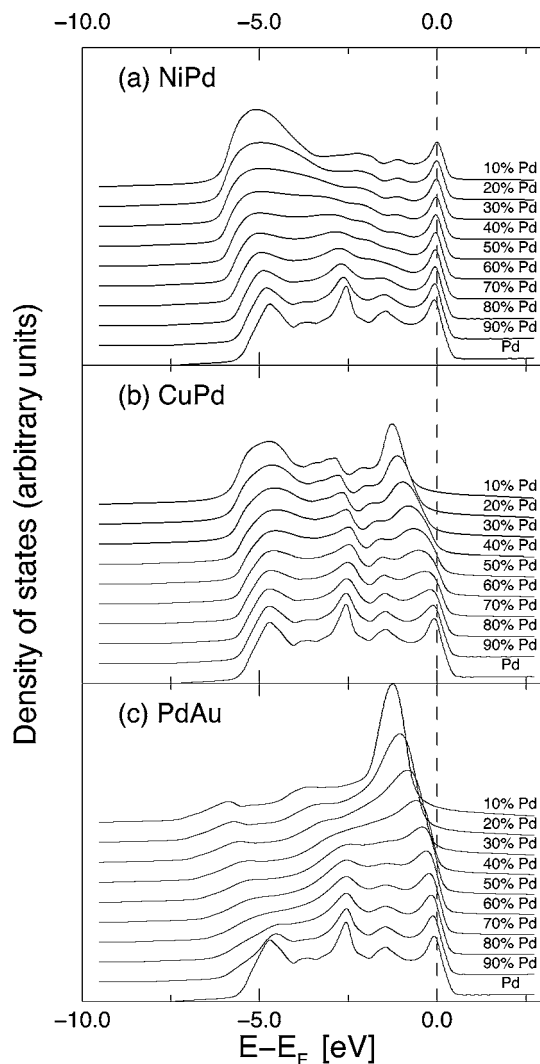 −10.0 −5.0 0.0
(a) NiPd
10% Pd
20% Pd
30% Pd
40% Pd
50% Pd
60% Pd
70% Pd
80% Pd
90% Pd
Pd
Density of states (arbitrary units)
(b) CuPd
10% Pd
20% Pd
30% Pd
40% Pd
50% Pd
60% Pd
70% Pd
80% Pd
90% Pd
Pd
(c) PdAu
10% Pd
20% Pd
30% Pd
40% Pd
50% Pd
60% Pd
70% Pd
80% Pd
90% Pd
Pd
−10.0 −5.0 0.0
E−E_F [eV]